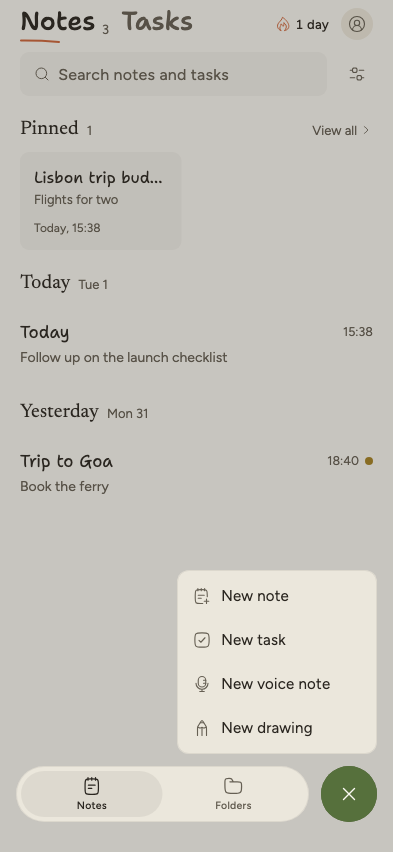 Notes 3 Tasks 1 day
Search notes and tasks
Pinned 1 View all
Lisbon trip bud...
Flights for two
Today, 15:38
Today Tue 1
Today 15:38
Follow up on the launch checklist
Yesterday Mon 31
Trip to Goa 18:40
Book the ferry
New note
New task
New voice note
New drawing
Notes Folders